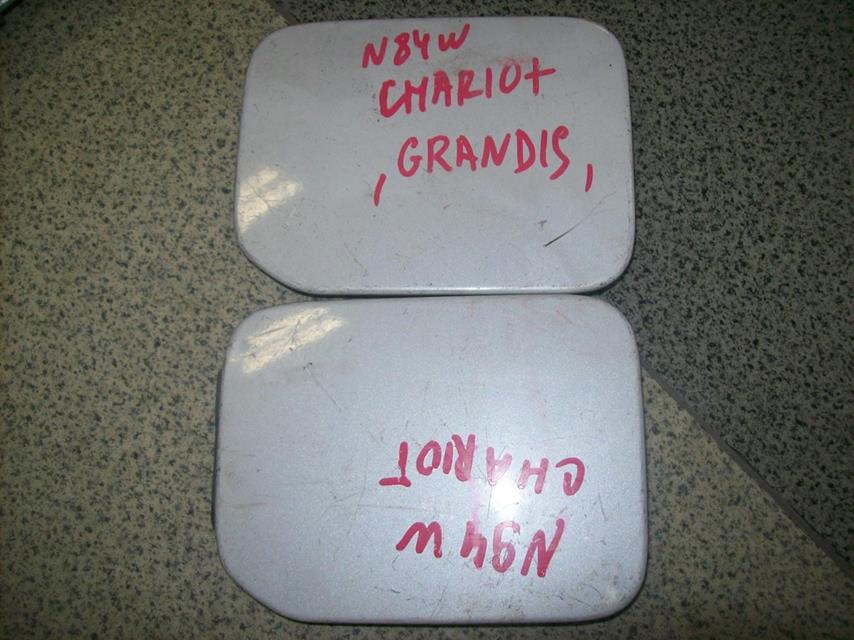 N84W
CHARIOT
,GRANDIS,
N94W
CHARIOT